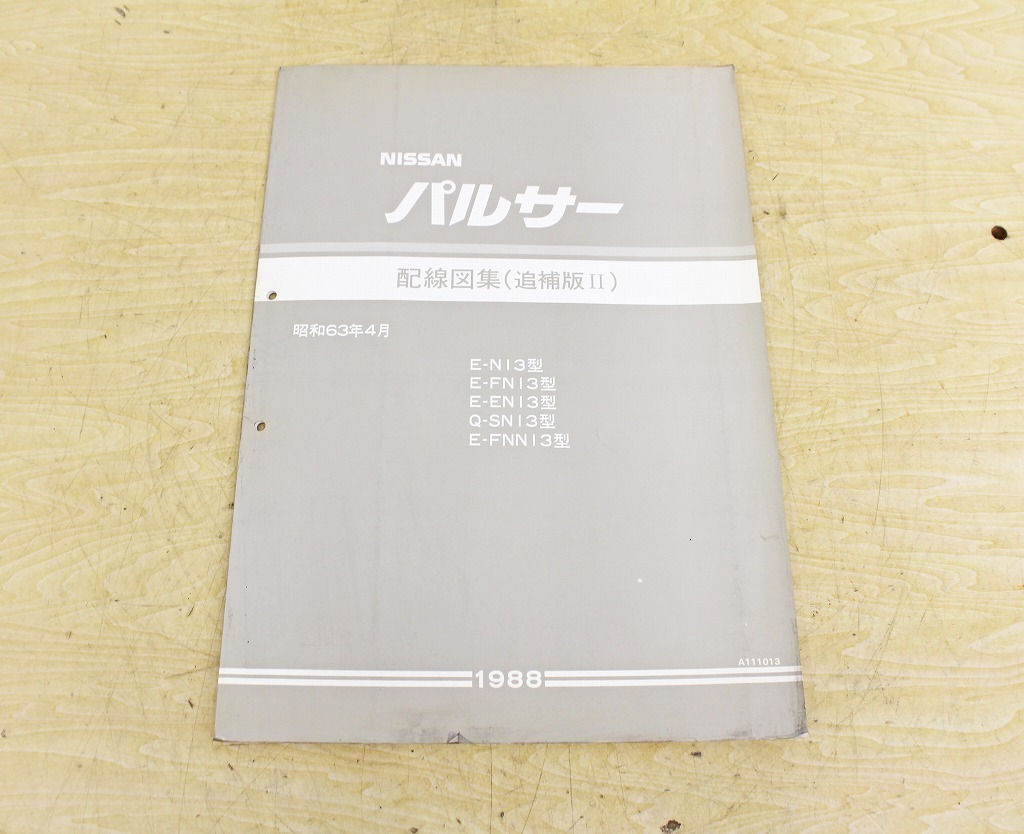 NISSAN
パルサー
配線図集(追補版II)
昭和63年4月
E-N13型
E-FN13型
E-EN13型
Q-SN13型
E-FNN13型
A111013
1988